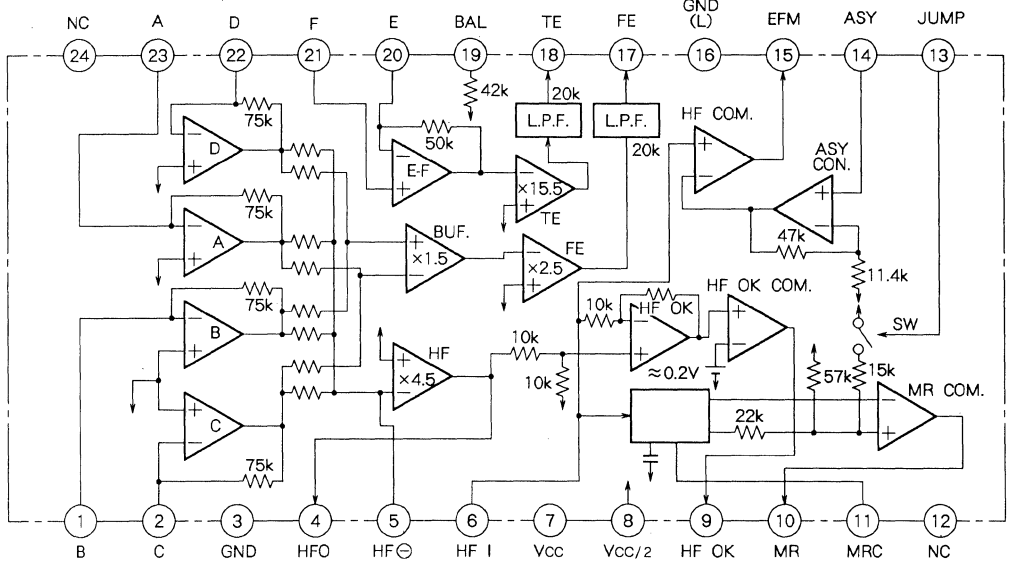 NC A D F E BAL TE FE GND (L) EFM ASY JUMP
24 23 22 21 20 19 18 17 16 15 14 13
75k
D
−
+
50k
E-F
−
+
42k
20k
L.P.F.
L.P.F.
20k
HF COM.
+
−
ASY CON.
+
−
×15.5
−
+
TE
75k
A
−
+
BUF.
+
×1.5
−
FE
−
×2.5
+
47k
11.4k
75k
B
−
+
HF
+
×4.5
−
10k
10k
10k
HF OK
−
+
HF OK COM.
+
−
≈0.2V
SW
57k
15k
MR COM.
−
+
22k
C
+
−
75k
1 2 3 4 5 6 7 8 9 10 11 12
B C GND HFO HF⊖ HF I Vcc Vcc/2 HF OK MR MRC NC